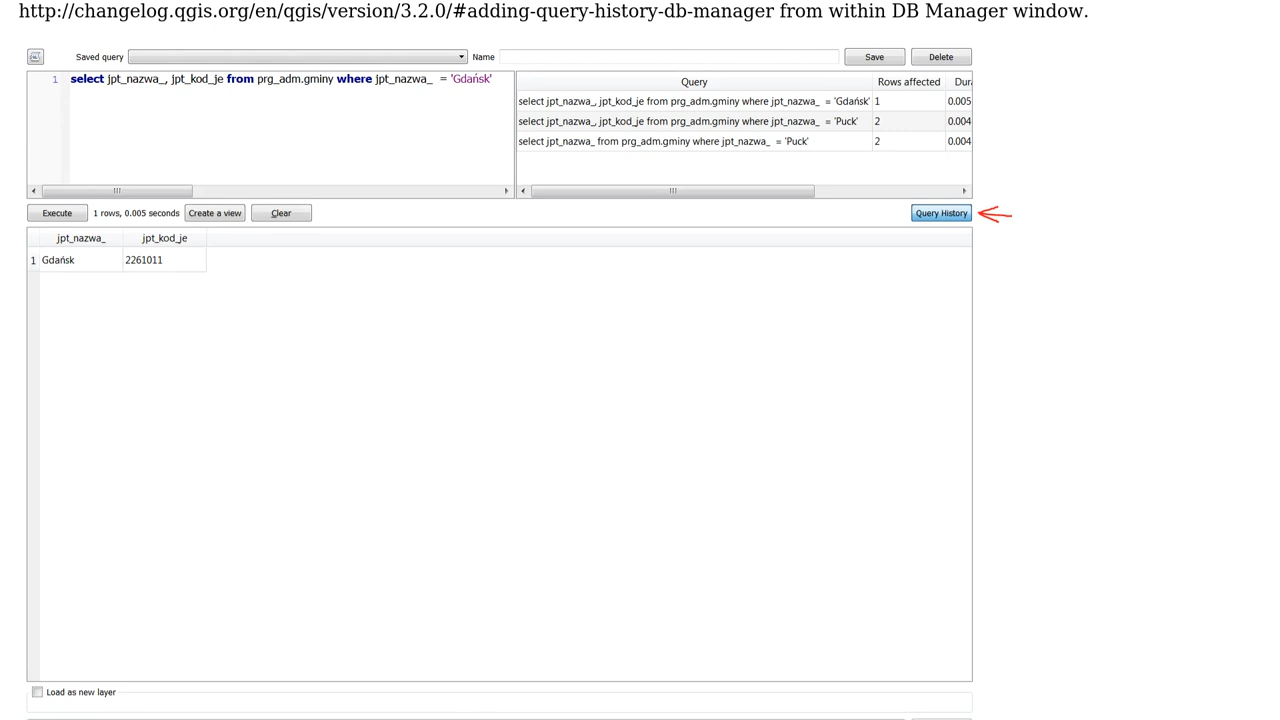 http://changelog.qgis.org/en/qgis/version/3.2.0/#adding-query-history-db-manager from within DB Manager window.
Saved query Name Save Delete
1 select jpt_nazwa_, jpt_kod_je from prg_adm.gminy where jpt_nazwa_ = 'Gdańsk'
Query Rows affected Dura
select jpt_nazwa_, jpt_kod_je from prg_adm.gminy where jpt_nazwa_ = 'Gdańsk' 1 0.005
select jpt_nazwa_, jpt_kod_je from prg_adm.gminy where jpt_nazwa_ = 'Puck' 2 0.004
select jpt_nazwa_ from prg_adm.gminy where jpt_nazwa_ = 'Puck' 2 0.004
Execute 1 rows, 0.005 seconds Create a view Clear Query History
jpt_nazwa_ jpt_kod_je
1 Gdańsk 2261011
Load as new layer